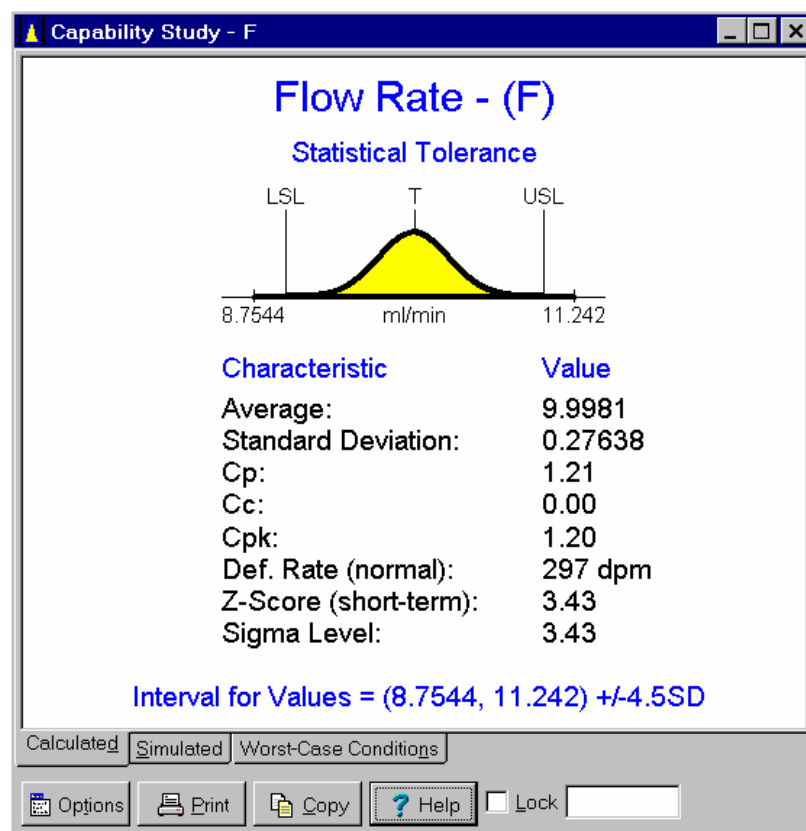 Capability Study - F
Flow Rate - (F)
Statistical Tolerance
LSL T USL
8.7544 ml/min 11.242
Characteristic Value
Average: 9.9981
Standard Deviation: 0.27638
Cp: 1.21
Cc: 0.00
Cpk: 1.20
Def. Rate (normal): 297 dpm
Z-Score (short-term): 3.43
Sigma Level: 3.43
Interval for Values = (8.7544, 11.242) +/-4.5SD
Calculated Simulated Worst-Case Conditions
Options Print Copy ? Help Lock